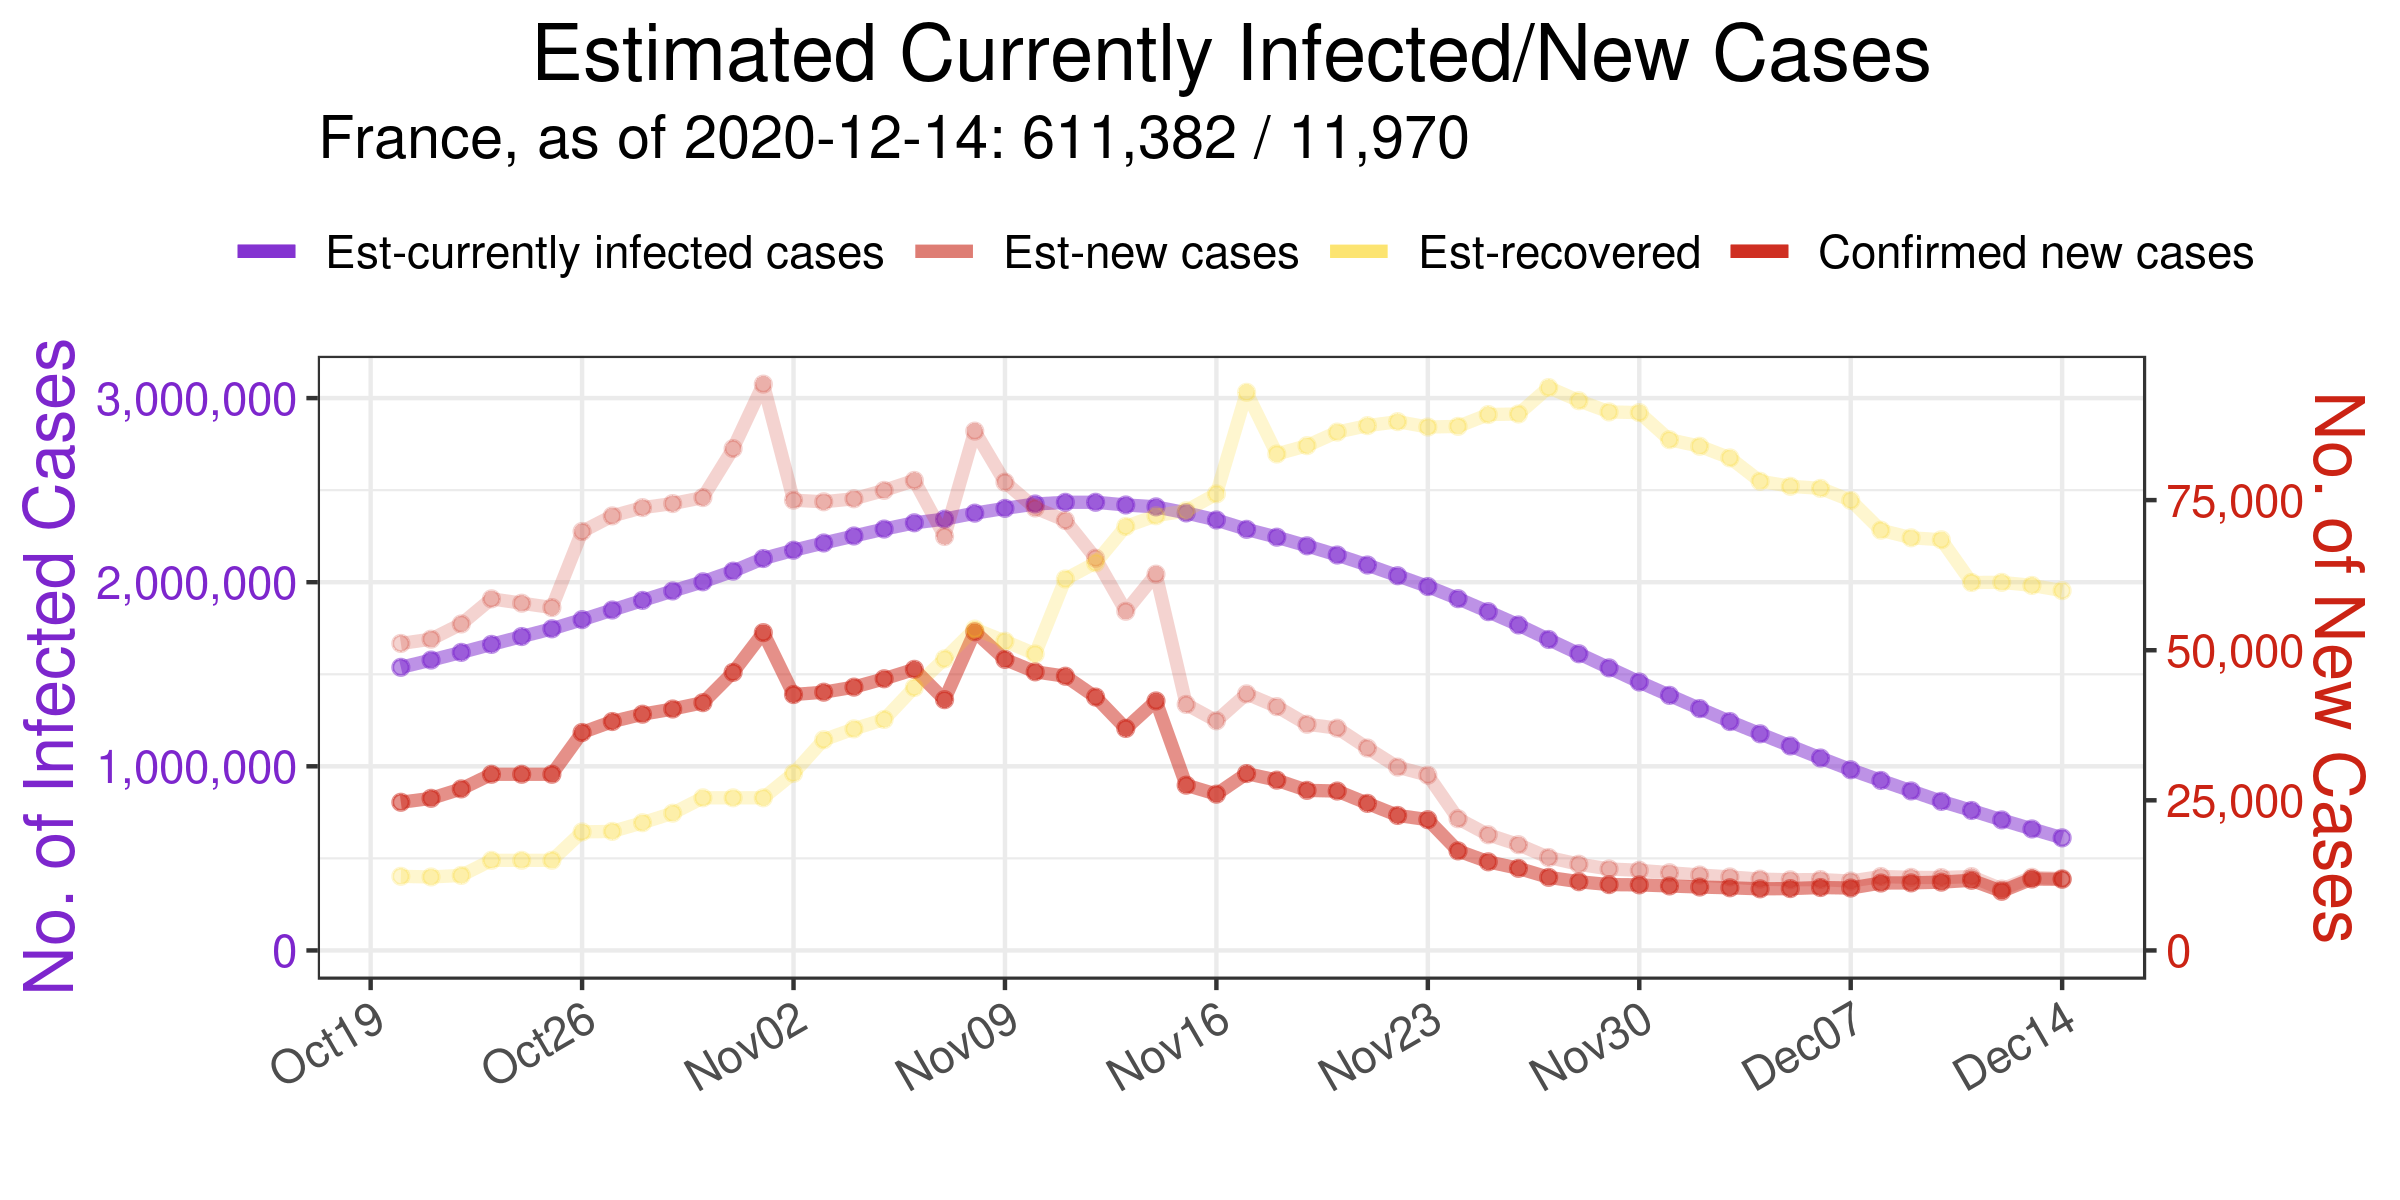 Estimated Currently Infected/New Cases
France, as of 2020-12-14: 611,382 / 11,970
Est-currently infected cases Est-new cases Est-recovered Confirmed new cases
No. of Infected Cases
3,000,000
2,000,000
1,000,000
0
75,000
50,000
25,000
0
No. of New Cases
Oct19 Oct26 Nov02 Nov09 Nov16 Nov23 Nov30 Dec07 Dec14